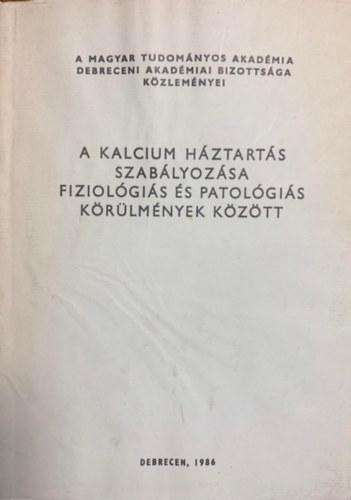 A MAGYAR TUDOMÁNYOS AKADÉMIA
DEBRECENI AKADÉMIAI BIZOTTSÁGA
KÖZLEMÉNYEI
A KALCIUM HÁZTARTÁS
SZABÁLYOZÁSA
FIZIOLÓGIÁS ÉS PATOLÓGIÁS
KÖRÜLMÉNYEK KÖZÖTT
DEBRECEN, 1986